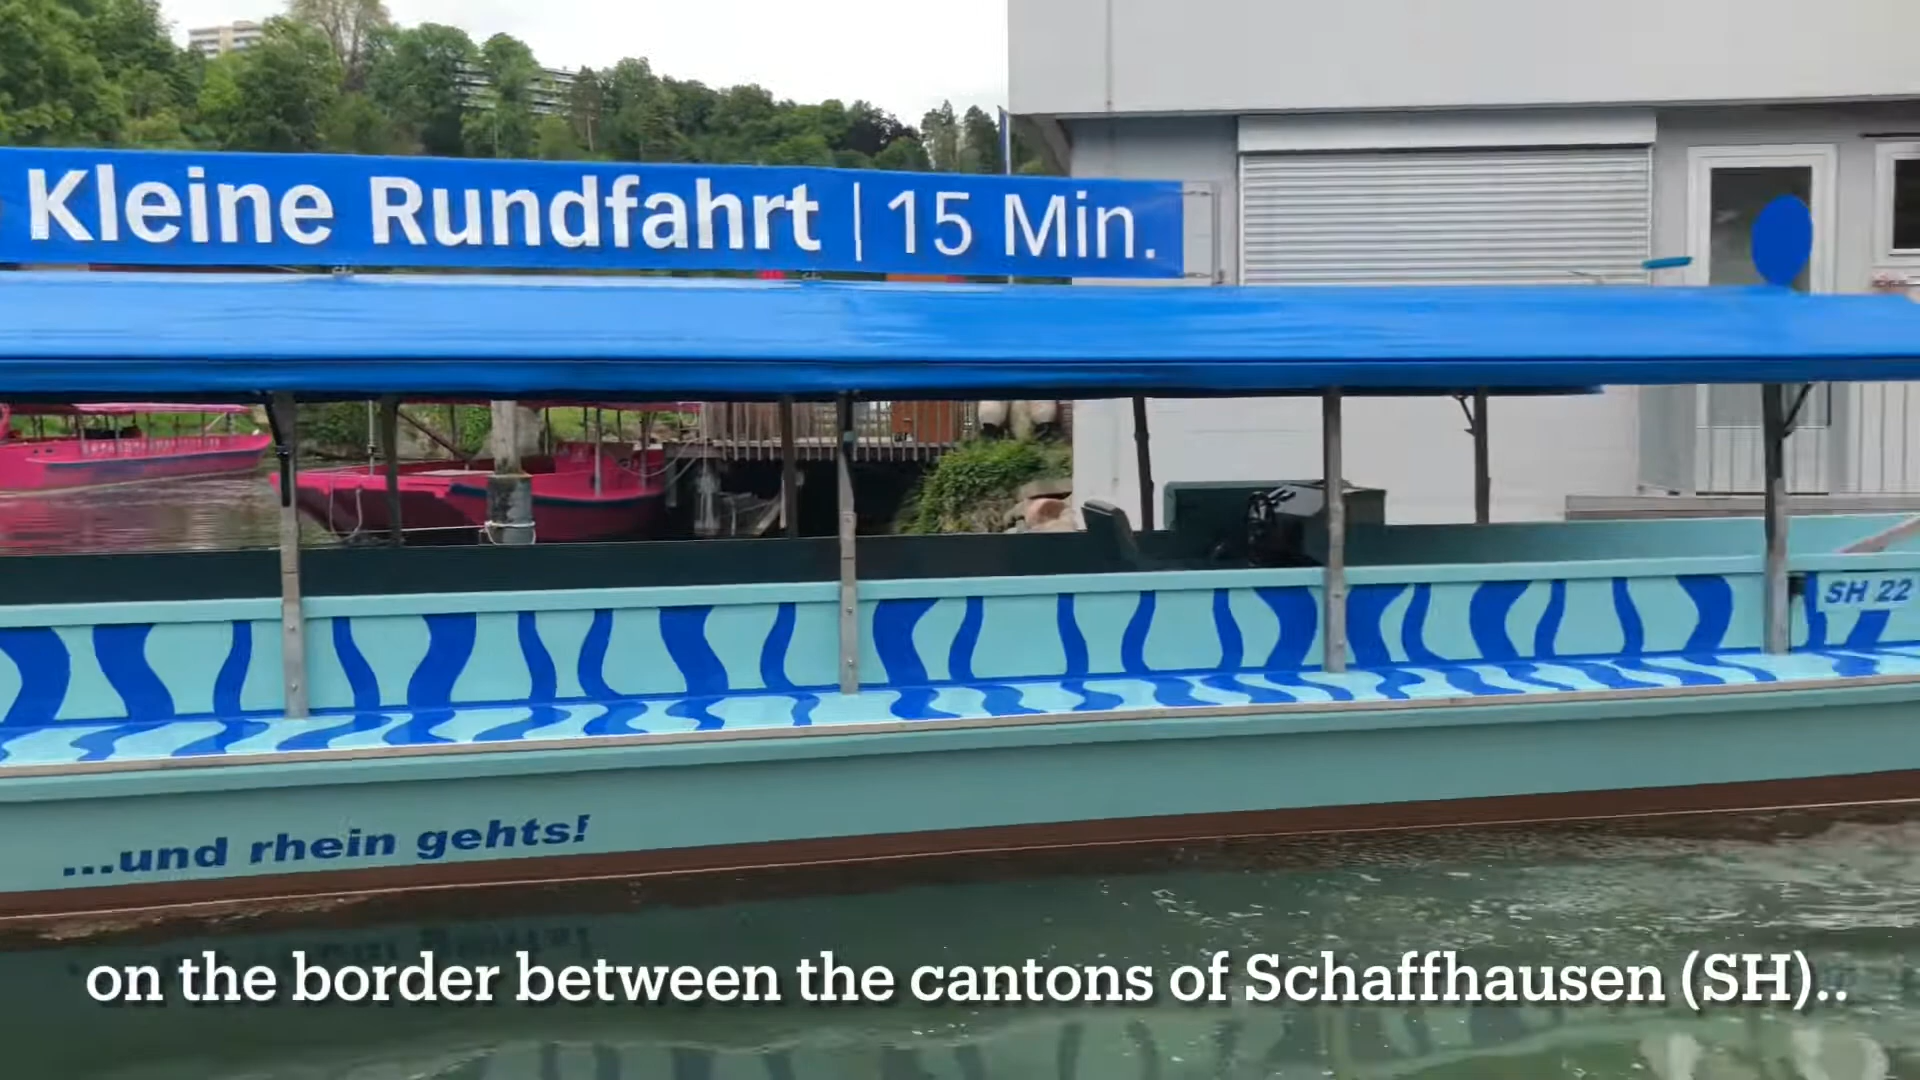 Kleine Rundfahrt | 15 Min.
SH 22
...und rhein gehts!
on the border between the cantons of Schaffhausen (SH)..